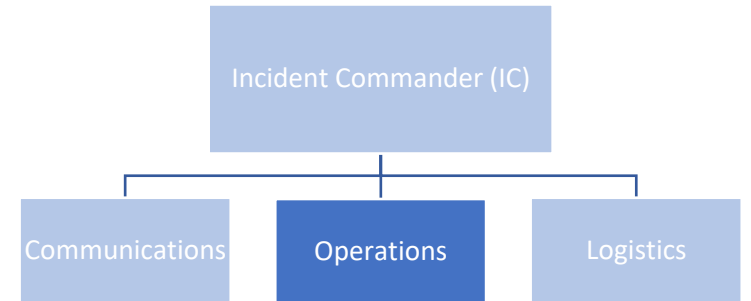 Incident Commander (IC)
Communications
Operations
Logistics